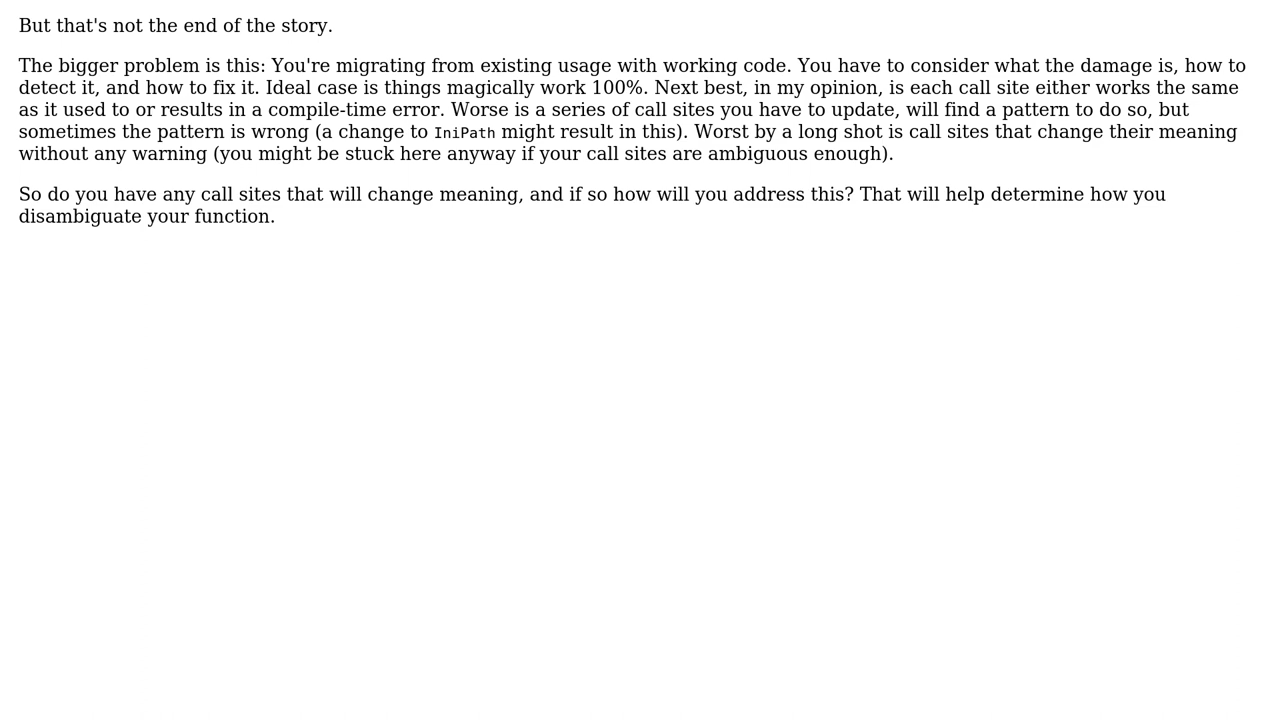 But that's not the end of the story.
The bigger problem is this: You're migrating from existing usage with working code. You have to consider what the damage is, how to
detect it, and how to fix it. Ideal case is things magically work 100%. Next best, in my opinion, is each call site either works the same
as it used to or results in a compile-time error. Worse is a series of call sites you have to update, will find a pattern to do so, but
sometimes the pattern is wrong (a change to IniPath might result in this). Worst by a long shot is call sites that change their meaning
without any warning (you might be stuck here anyway if your call sites are ambiguous enough).
So do you have any call sites that will change meaning, and if so how will you address this? That will help determine how you
disambiguate your function.